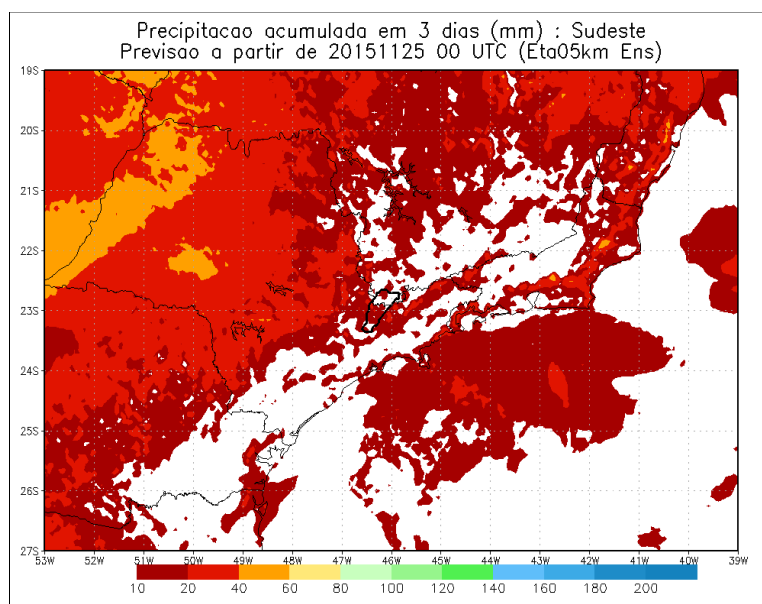 Precipitacao acumulada em 3 dias (mm) : Sudeste
Previsao a partir de 20151125 00 UTC (Eta05km Ens)
19S
20S
21S
22S
23S
24S
25S
26S
27S
53W 52W 51W 50W 49W 48W 47W 46W 45W 44W 43W 42W 41W 40W 39W
10 20 40 60 80 100 120 140 160 180 200